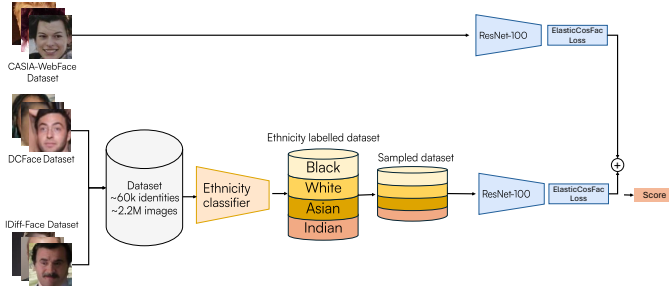 CASIA-WebFace
Dataset
ResNet-100
ElasticCosFac
Loss
DCFace Dataset
IDiff-Face Dataset
Dataset
~60k identities
~2.2M images
Ethnicity
classifier
Ethnicity labelled dataset
Black
White
Asian
Indian
Sampled dataset
ResNet-100
ElasticCosFac
Loss
+
Score